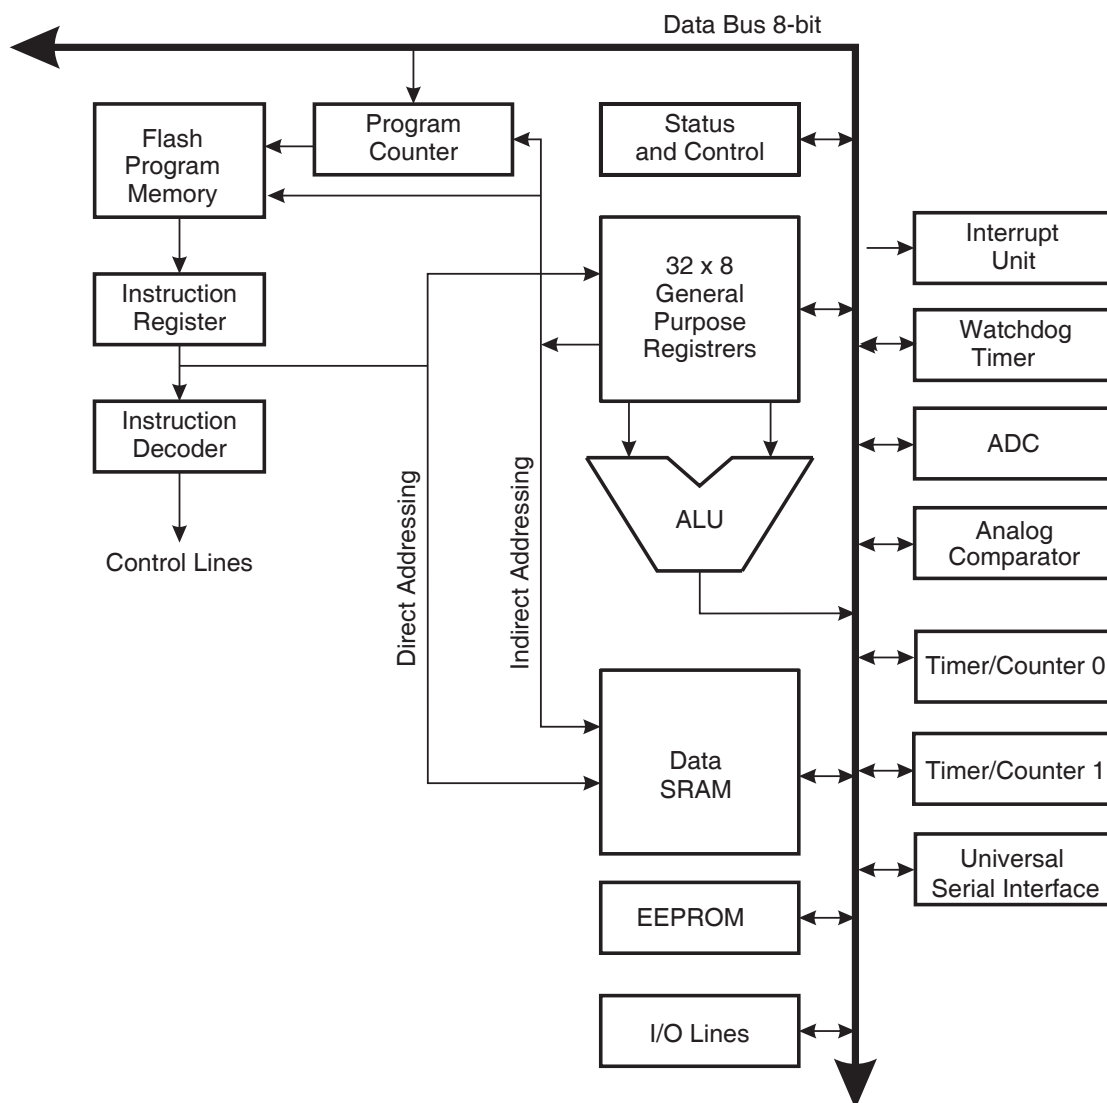 Data Bus 8-bit
Flash
Program
Memory
Program
Counter
Status
and Control
Interrupt
Unit
32 x 8
General
Purpose
Registrers
Instruction
Register
Watchdog
Timer
Instruction
Decoder
ADC
Direct Addressing
Indirect Addressing
ALU
Analog
Comparator
Control Lines
Timer/Counter 0
Data
SRAM
Timer/Counter 1
Universal
Serial Interface
EEPROM
I/O Lines